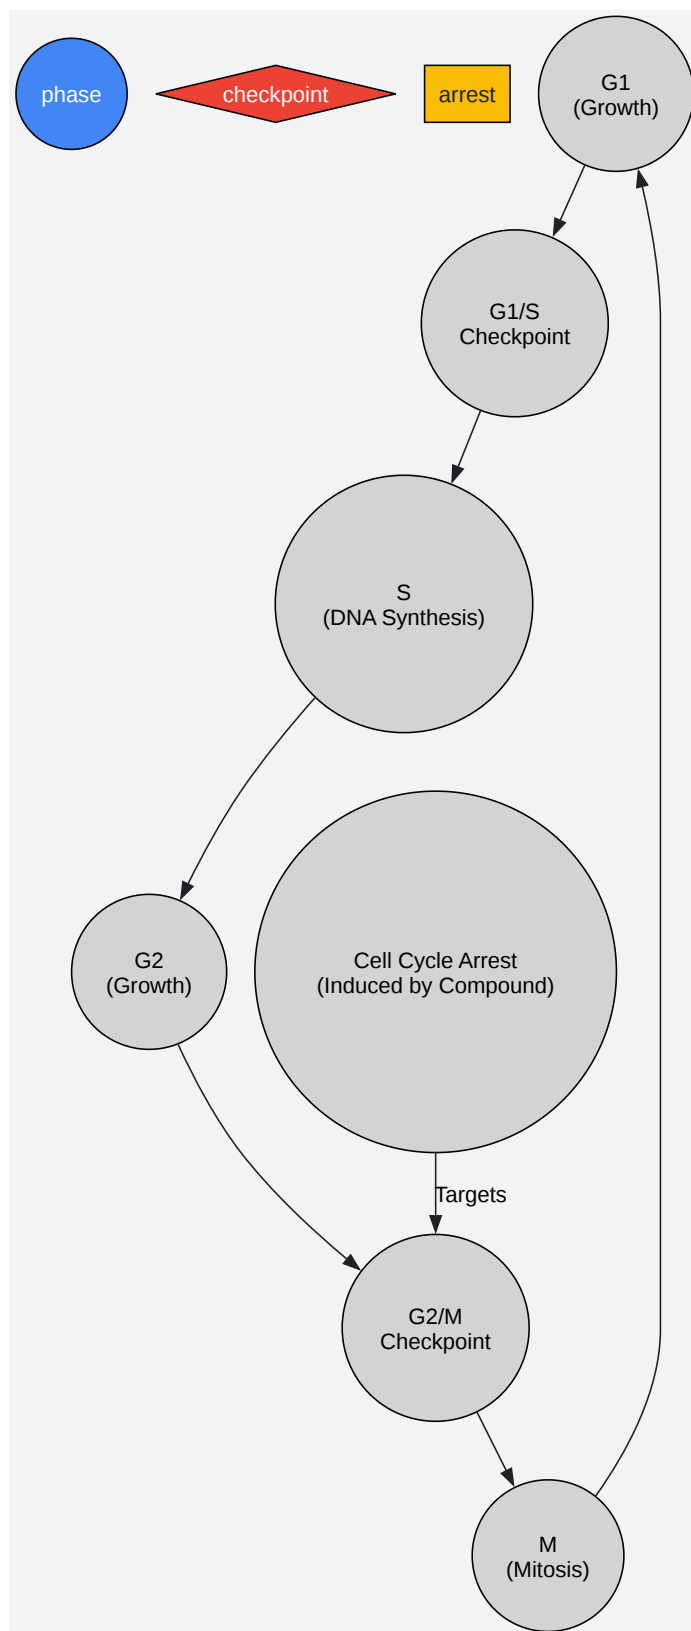 phase
checkpoint
arrest
G1
(Growth)
G1/S
Checkpoint
S
(DNA Synthesis)
Cell Cycle Arrest
(Induced by Compound)
G2
(Growth)
Targets
G2/M
Checkpoint
M
(Mitosis)